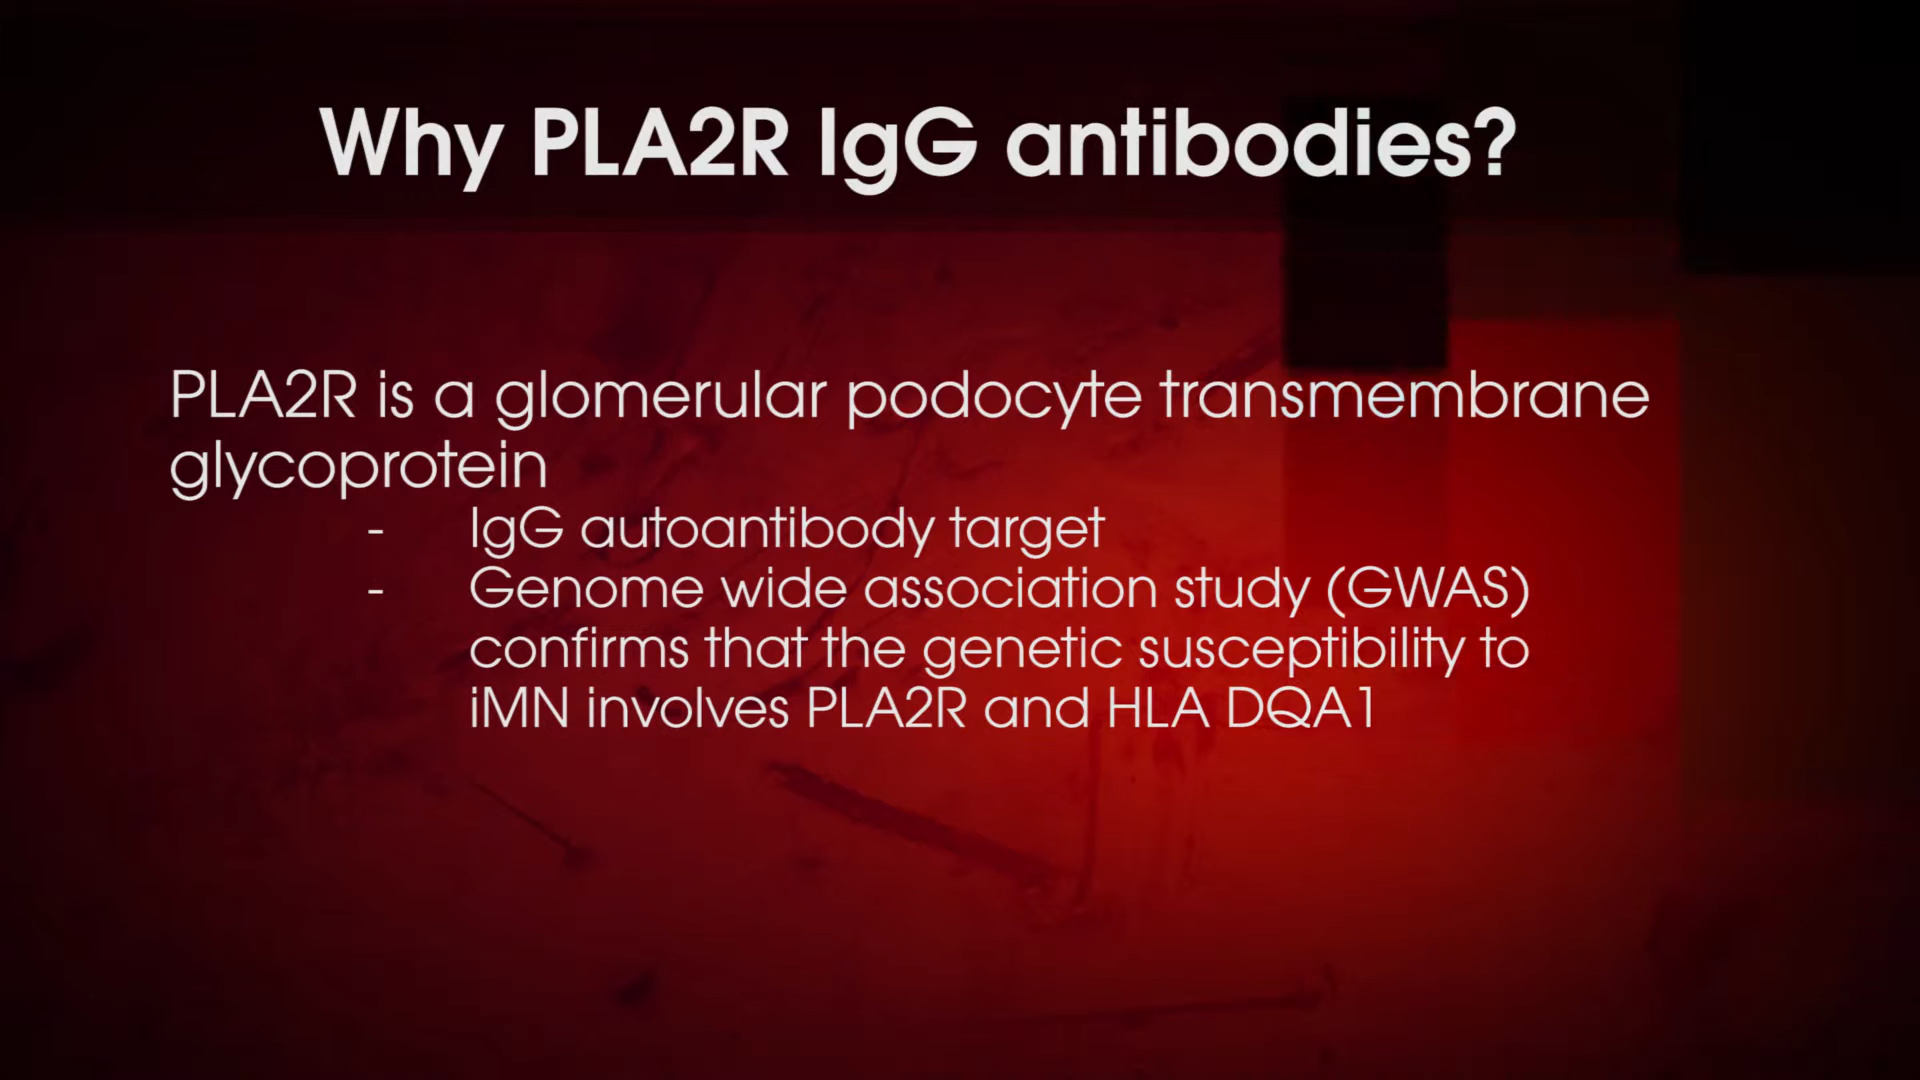 Why PLA2R IgG antibodies?
PLA2R is a glomerular podocyte transmembrane
glycoprotein
- IgG autoantibody target
- Genome wide association study (GWAS)
confirms that the genetic susceptibility to
iMN involves PLA2R and HLA DQA1